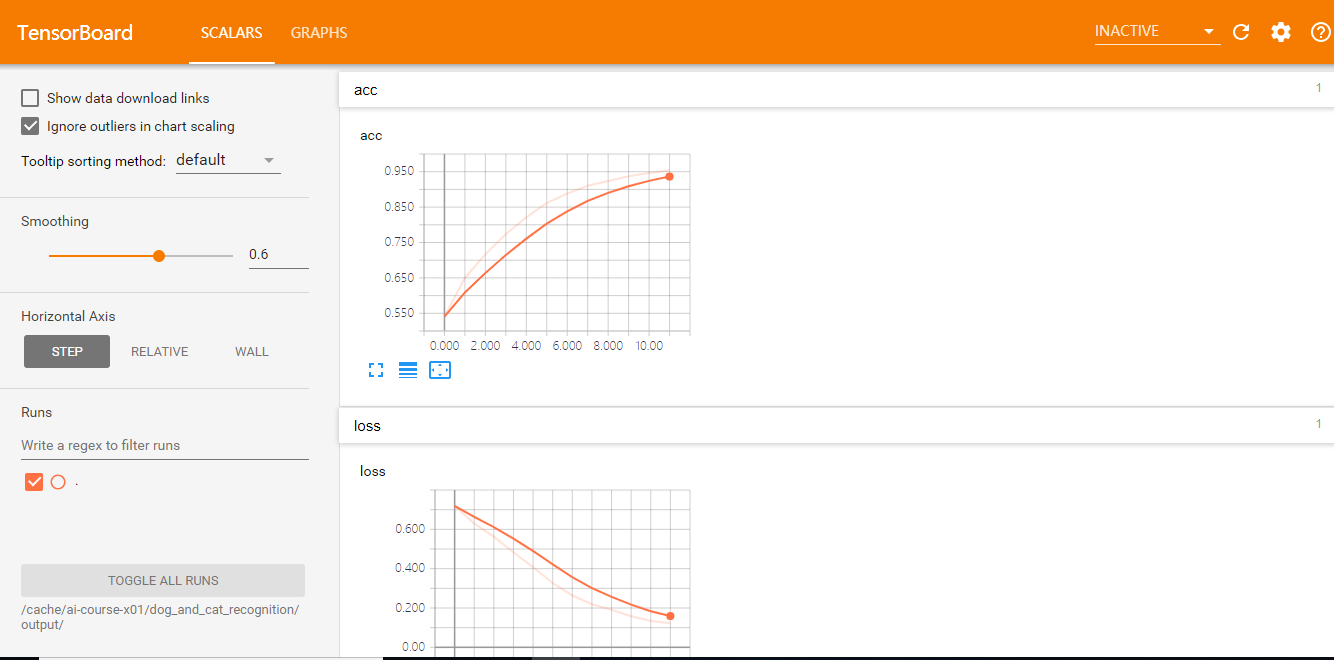 TensorBoard SCALARS GRAPHS INACTIVE
Show data download links
Ignore outliers in chart scaling
Tooltip sorting method: default
Smoothing
0.6
Horizontal Axis
STEP RELATIVE WALL
Runs
Write a regex to filter runs
.
TOGGLE ALL RUNS
/cache/ai-course-x01/dog_and_cat_recognition/
output/
acc 1
acc
0.950
0.850
0.750
0.650
0.550
0.000 2.000 4.000 6.000 8.000 10.00
loss 1
loss
0.600
0.400
0.200
0.00